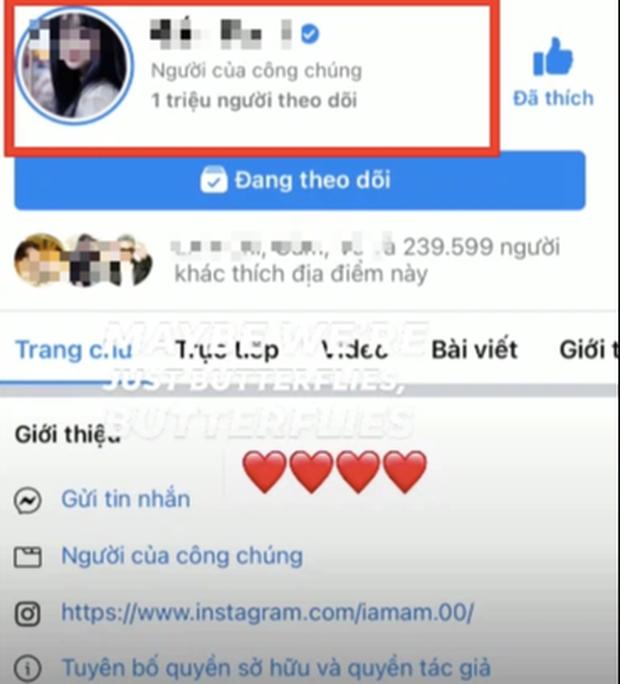 Người của công chúng
1 triệu người theo dõi
Đã thích
Đang theo dõi
239.599 người
khác thích địa điểm này
MAYBE WE'RE
JUST BUTTERFLIES,
BUTTERFLIES
Trang chủ Trực tiếp Video Bài viết Giới t
Giới thiệu
Gửi tin nhắn
Người của công chúng
https://www.instagram.com/iamam.00/
Tuyên bố quyền sở hữu và quyền tác giả